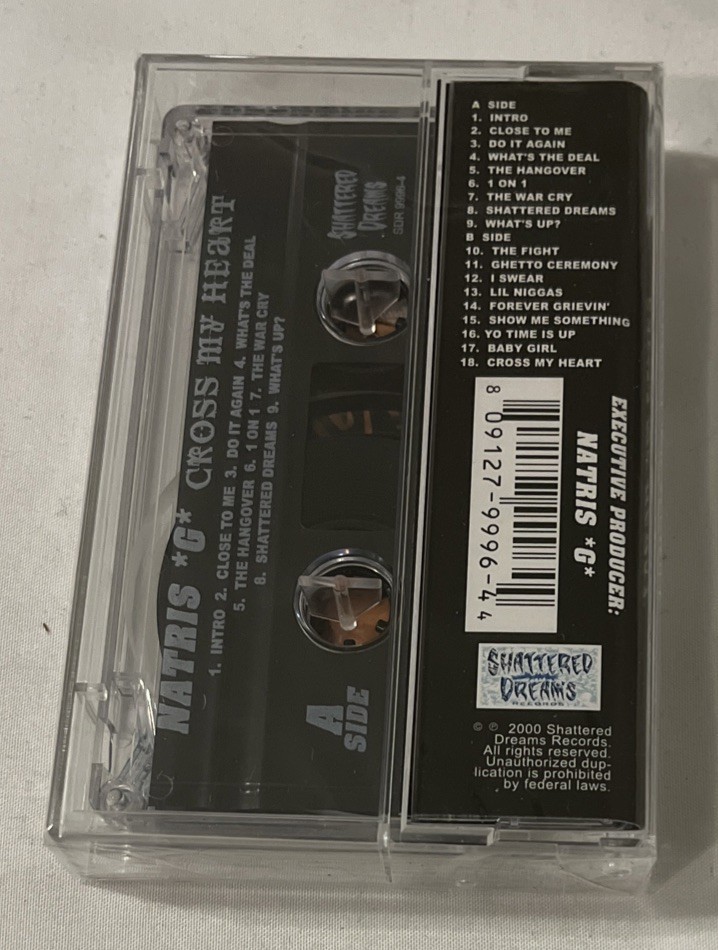 A SIDE
1. INTRO
2. CLOSE TO ME
3. DO IT AGAIN
4. WHAT'S THE DEAL
5. THE HANGOVER
6. 1 ON 1
7. THE WAR CRY
8. SHATTERED DREAMS
9. WHAT'S UP?
B SIDE
10. THE FIGHT
11. GHETTO CEREMONY
12. I SWEAR
13. LIL NIGGAS
14. FOREVER GRIEVIN'
15. SHOW ME SOMETHING
16. YO TIME IS UP
17. BABY GIRL
18. CROSS MY HEART
EXECUTIVE PRODUCER:
NATRIS *G*
8 09127-9996-4 4
SHATTERED
DREAMS
RECORDS
© ℗ 2000 Shattered
Dreams Records.
All rights reserved.
Unauthorized dup-
lication is prohibited
by federal laws.
NATRIS *G* CROSS MY HEART
1. INTRO 2. CLOSE TO ME 3. DO IT AGAIN 4. WHAT'S THE DEAL
5. THE HANGOVER 6. 1 ON 1 7. THE WAR CRY
8. SHATTERED DREAMS 9. WHAT'S UP?
A
SIDE
SHATTERED
DREAMS
SDR 9996-4